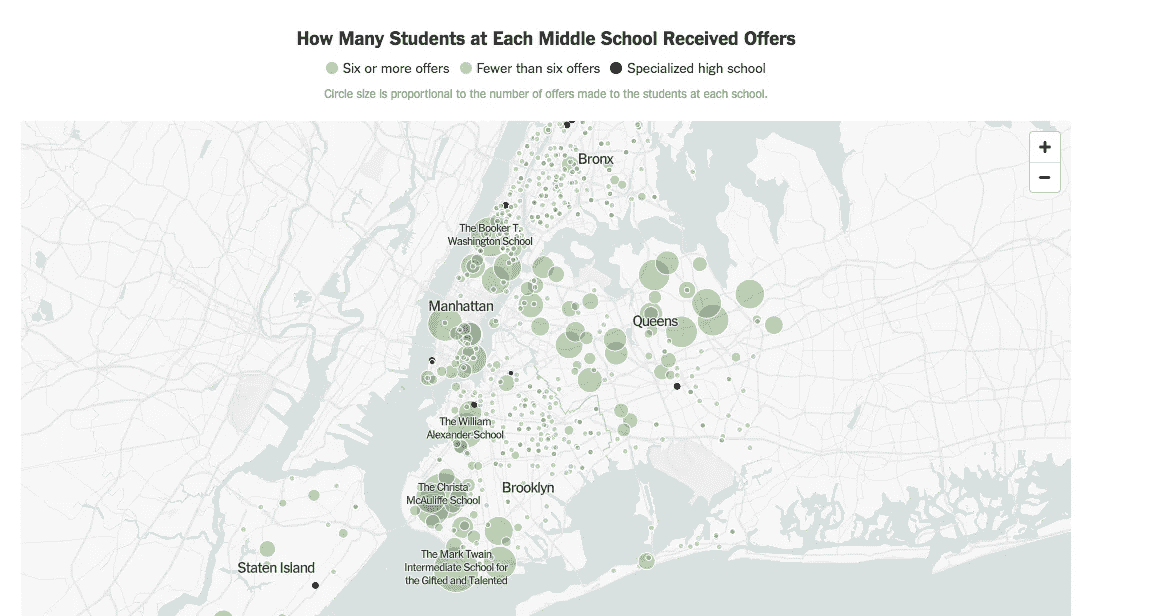 How Many Students at Each Middle School Received Offers
Six or more offers Fewer than six offers Specialized high school
Circle size is proportional to the number of offers made to the students at each school.
+
−
Bronx
The Booker T.
Washington School
Manhattan
Queens
The William
Alexander School
The Christa
McAuliffe School
Brooklyn
The Mark Twain
Intermediate School for
the Gifted and Talented
Staten Island